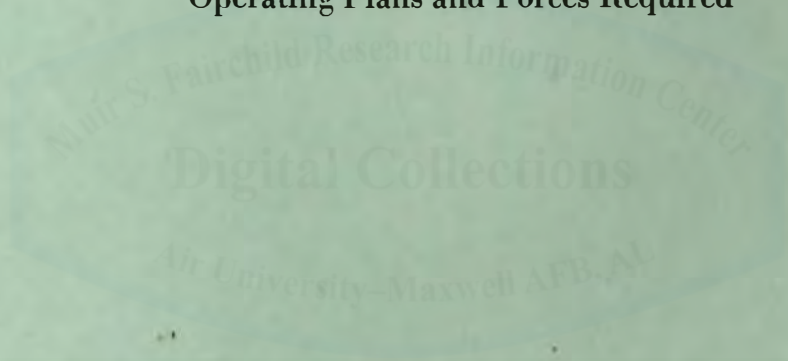 Operating Plans and Forces Required
Muir S. Fairchild Research Information Center
Digital Collections
Air University-Maxwell AFB, AL